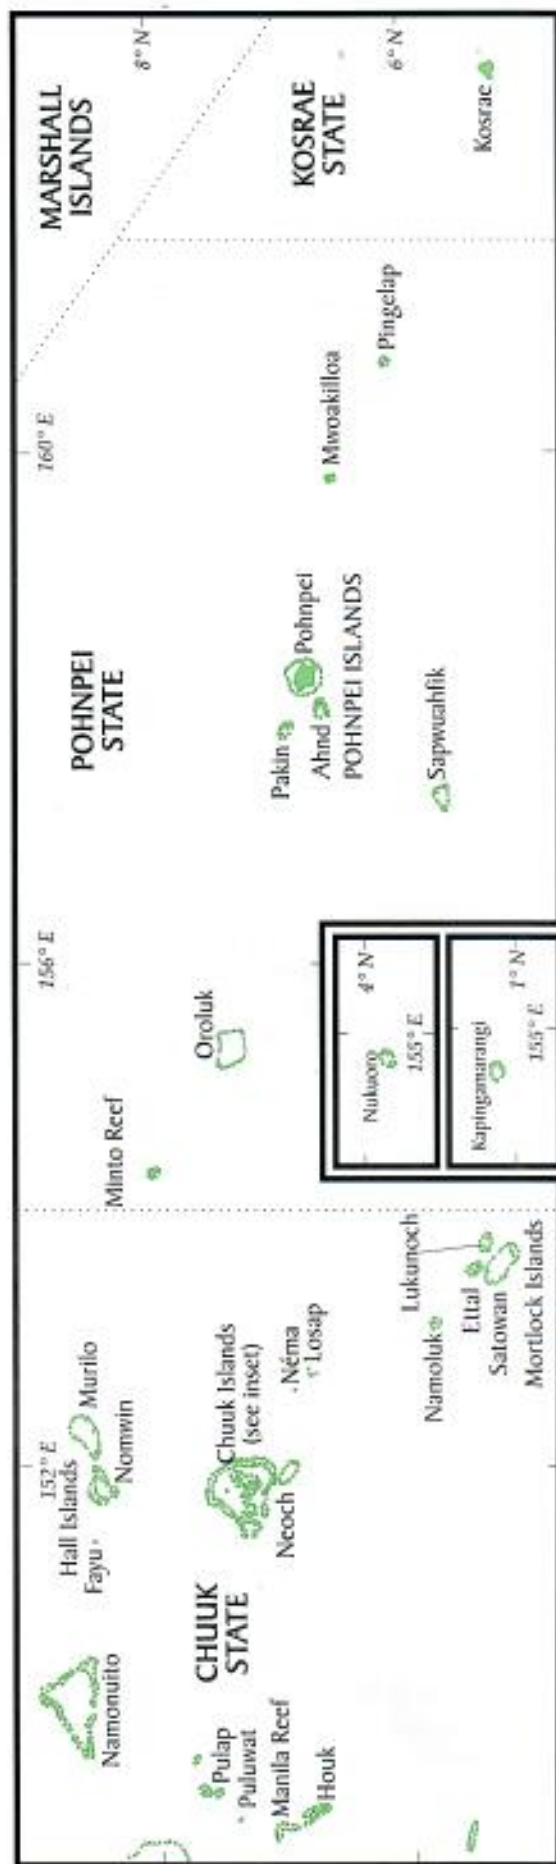 152° E
156° E
160° E
8° N
6° N
MARSHALL
ISLANDS
KOSRAE
STATE
Kosrae
POHNPEI
STATE
Pingelap
Mwoakilloa
Pakin
Ahnd
Pohnpei
POHNPEI ISLANDS
Sapwuahfik
Minto Reef
Oroluk
Nukuoro
4° N
155° E
Kapingamarangi
1° N
155° E
Hall Islands
Murilo
Fayu
Nomwin
Namonuito
CHUUK
STATE
Chuuk Islands
(see inset)
Neoch
Néma
Losap
Pulap
Puluwat
Manila Reef
Houk
Lukunoch
Namoluk
Ettal
Satowan
Mortlock Islands